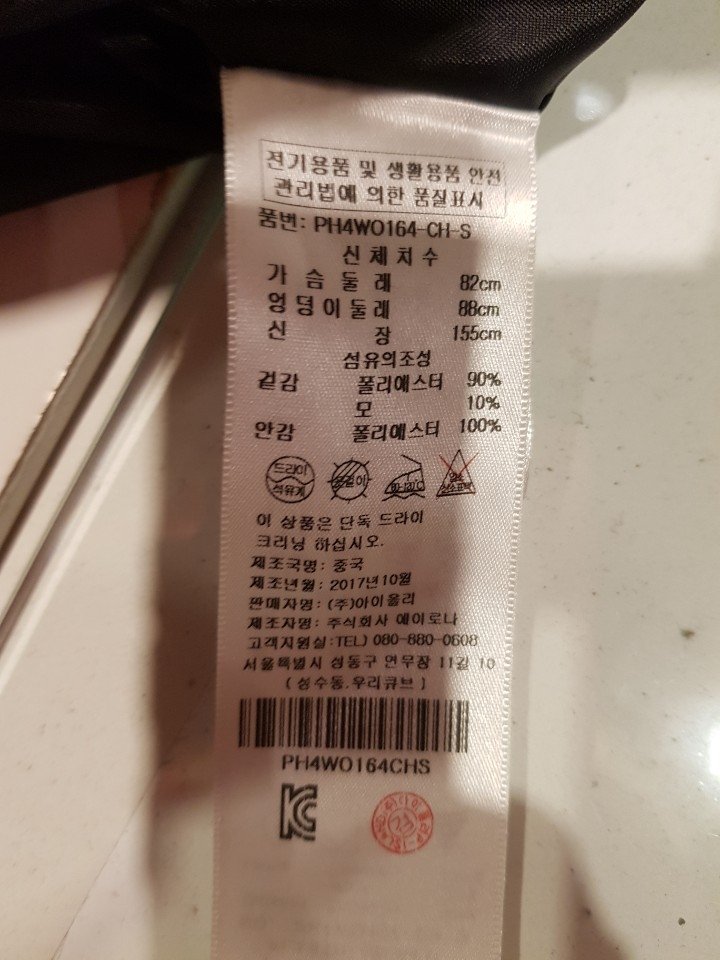 전기용품 및 생활용품 안전
관리법에 의한 품질표시
품번: PH4WO164-CH-S
신체치수
가슴둘레 82cm
엉덩이둘레 88cm
신장 155cm
섬유의조성
겉감 폴리에스터 90%
모 10%
안감 폴리에스터 100%
드라이
석유계
이 상품은 단독 드라이
크리닝 하십시오.
제조국명: 중국
제조년월: 2017년10월
판매자명: (주)아이올리
제조자명: 주식회사 에이로나
고객지원실:TEL) 080-880-0608
서울특별시 성동구 연무장 11길 10
(성수동,우리큐브)
PH4WO164CHS